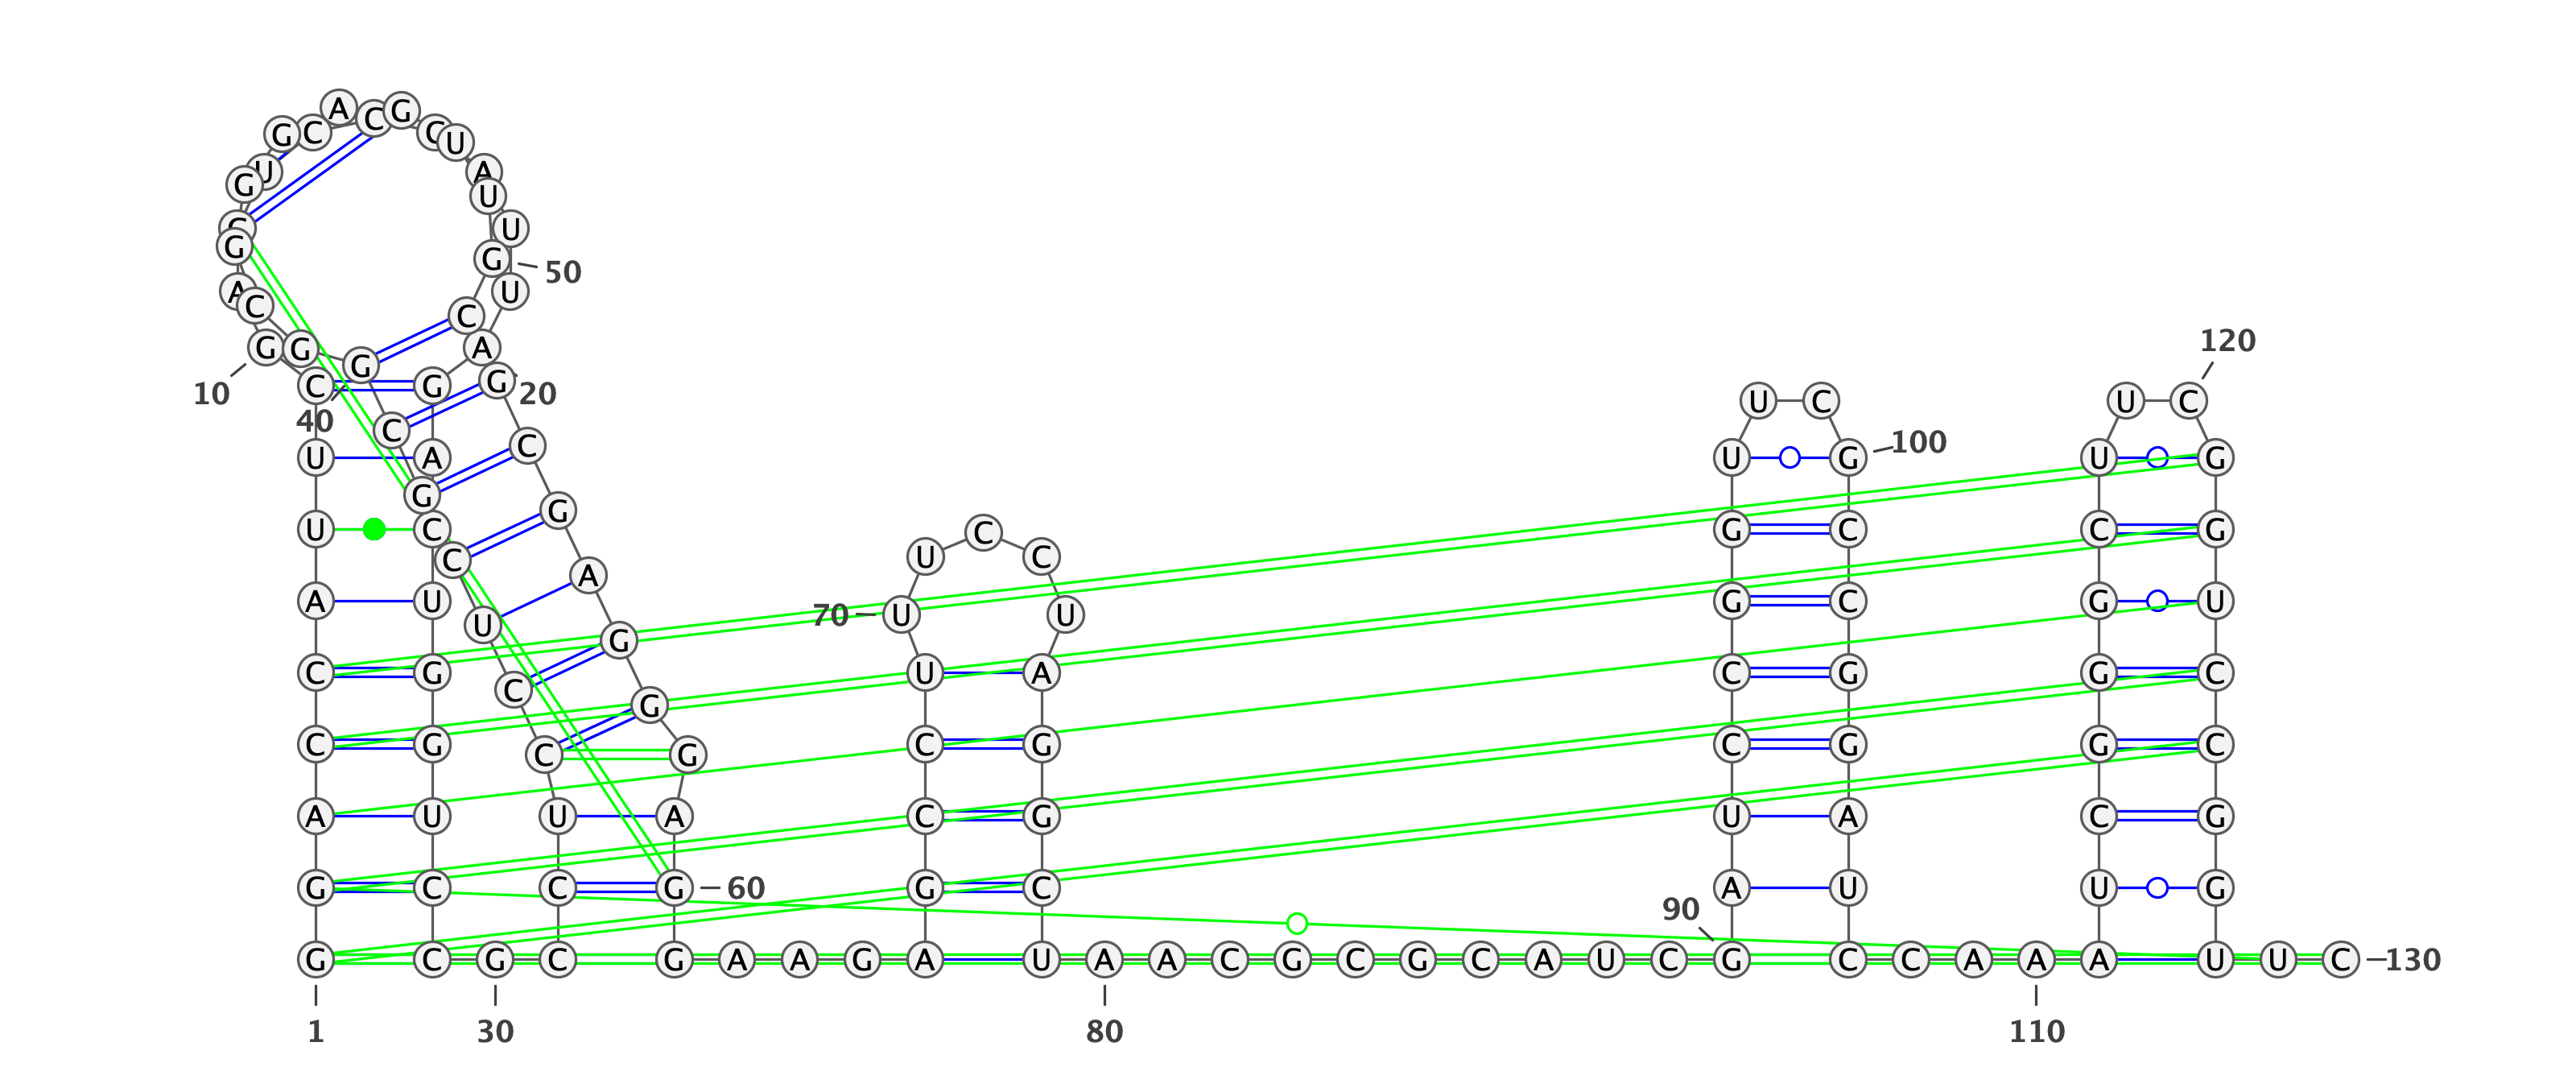 A C G
G C C U
U A
G U
U
G G 50
A C U
C
120
G G A
G
C G G U C U C
10 20
40
C
C
U A U G 100 U G
G
C
U C G C C G
U C C
C
A
A U G C G U
70 U U
U
G
C G U A C G G C
C
G
C G C G C G G C
C G
A U U A C G U A C G
G C C G 60 G C A U U G
90
G C G C G A A G A U A A C G C G C A U C G C C A A A U U C 130
1 30 80 110